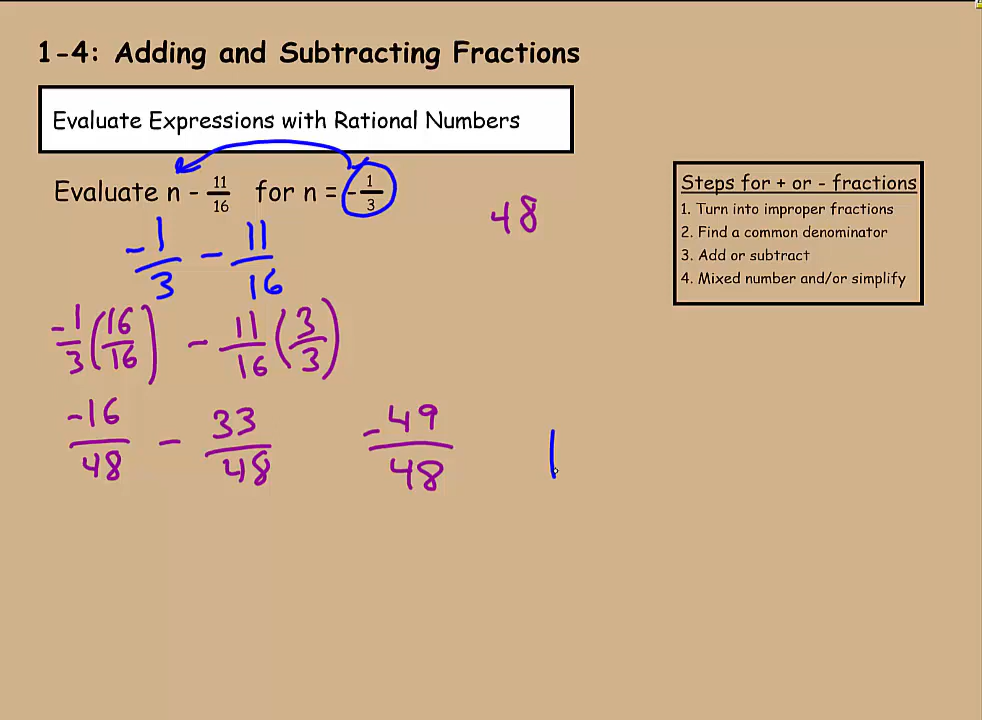 1-4: Adding and Subtracting Fractions
Evaluate Expressions with Rational Numbers
Evaluate n - 11/16 for n = -1/3
Steps for + or - fractions
1. Turn into improper fractions
2. Find a common denominator
3. Add or subtract
4. Mixed number and/or simplify
48
-1/3 - 11/16
-1/3 (16/16) - 11/16 (3/3)
-16/48 - 33/48 -49/48 1